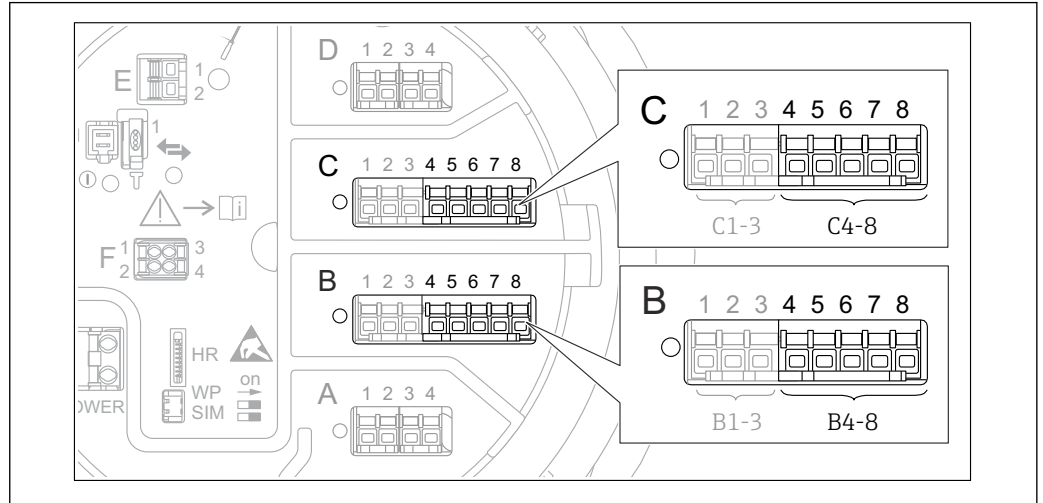 D 1 2 3 4
E 1
2
1
C 1 2 3 4 5 6 7 8
C 1 2 3 4 5 6 7 8
C1-3 C4-8
i
F 1 3
2 4
B 1 2 3 4 5 6 7 8
B 1 2 3 4 5 6 7 8
B1-3 B4-8
HR
WP on
SIM
OWER
A 1 2 3 4